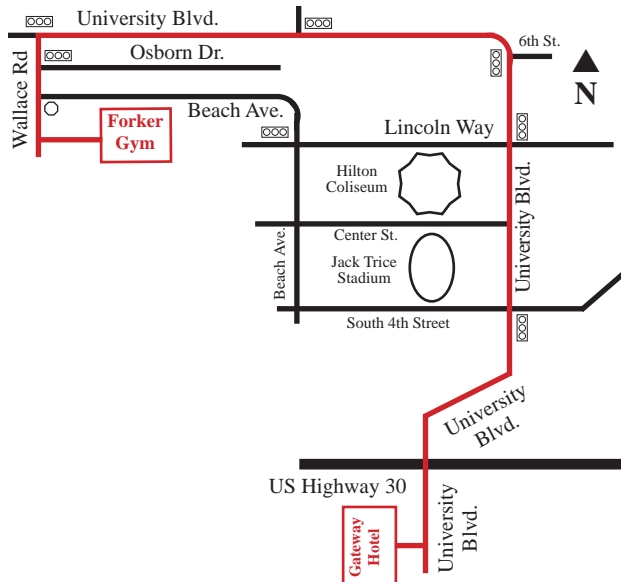 University Blvd.
6th St.
Osborn Dr.
Wallace Rd
N
Beach Ave.
Forker
Gym
Lincoln Way
Hilton
Coliseum
University Blvd.
Center St.
Beach Ave.
Jack Trice
Stadium
South 4th Street
University
Blvd.
US Highway 30
University
Blvd.
Gateway
Hotel